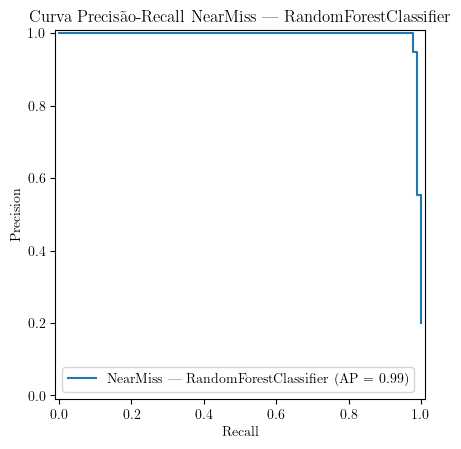 Curva Precisão-Recall NearMiss — RandomForestClassifier
1.0
0.8
0.6
0.4
0.2
0.0
Precision
NearMiss — RandomForestClassifier (AP = 0.99)
0.0 0.2 0.4 0.6 0.8 1.0
Recall